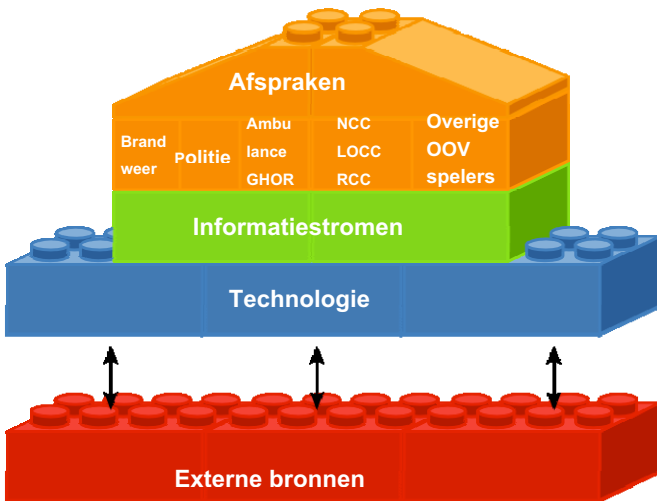 Afspraken
Brand
weer
Politie
Ambu
lance
GHOR
NCC
LOCC
RCC
Overige
OOV
spelers
Informatiestromen
Technologie
Externe bronnen